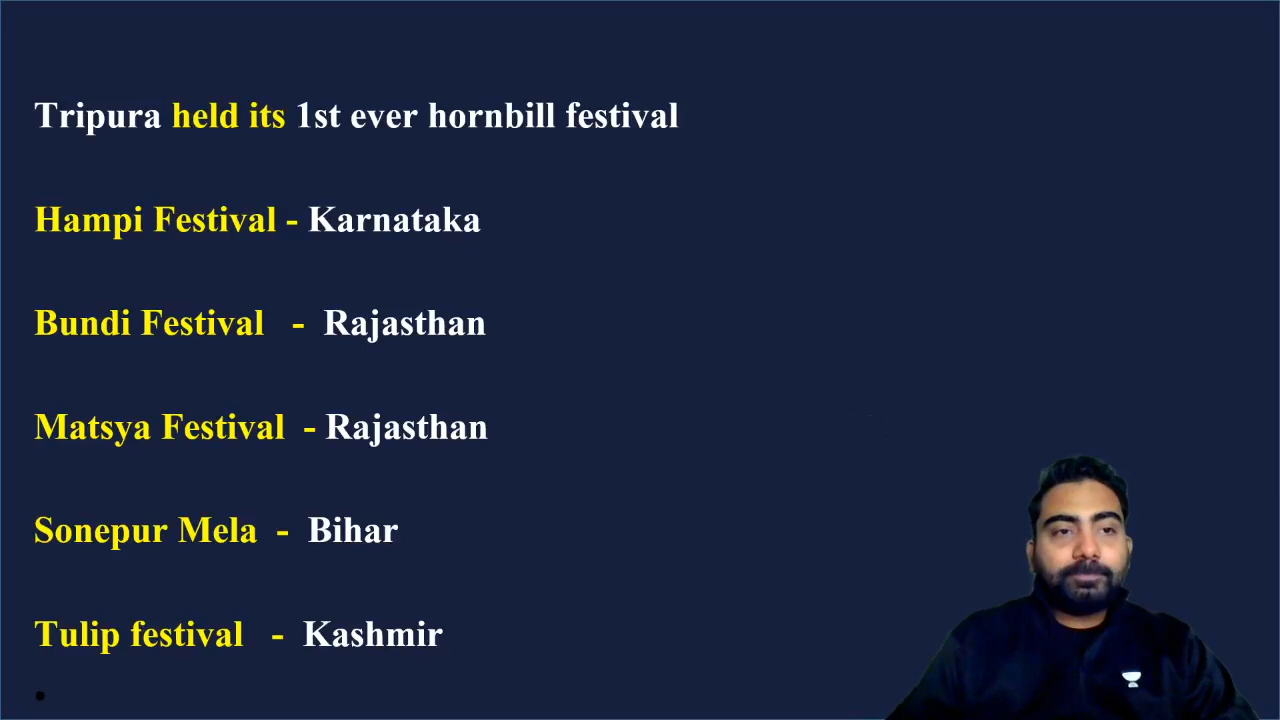 Tripura held its 1st ever hornbill festival
Hampi Festival - Karnataka
Bundi Festival - Rajasthan
Matsya Festival - Rajasthan
Sonepur Mela - Bihar
Tulip festival - Kashmir